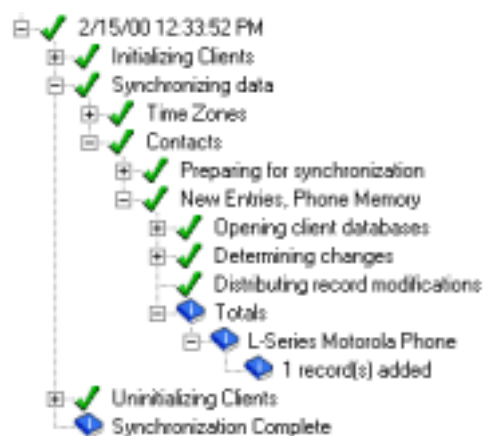 2/15/00 12:33:52 PM
Initializing Clients
Synchronizing data
Time Zones
Contacts
Preparing for synchronization
New Entries, Phone Memory
Opening client databases
Determining changes
Distributing record modifications
Totals
L-Series Motorola Phone
1 record(s) added
Uninitializing Clients
Synchronization Complete